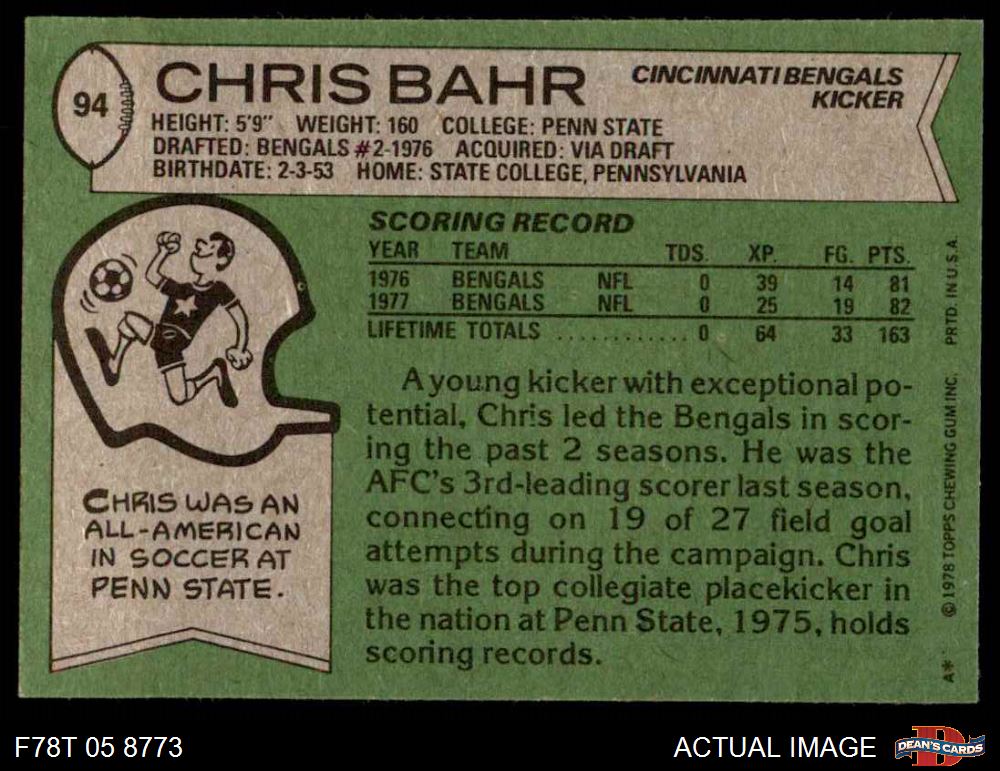 94
CHRIS BAHR
CINCINNATI BENGALS
KICKER
HEIGHT: 5'9" WEIGHT: 160 COLLEGE: PENN STATE
DRAFTED: BENGALS #2-1976 ACQUIRED: VIA DRAFT
BIRTHDATE: 2-3-53 HOME: STATE COLLEGE, PENNSYLVANIA
SCORING RECORD
YEAR TEAM TDS. XP. FG. PTS.
1976 BENGALS NFL 0 39 14 81
1977 BENGALS NFL 0 25 19 82
LIFETIME TOTALS ............ 0 64 33 163
A young kicker with exceptional po-
tential, Chris led the Bengals in scor-
ing the past 2 seasons. He was the
AFC's 3rd-leading scorer last season,
connecting on 19 of 27 field goal
attempts during the campaign. Chris
was the top collegiate placekicker in
the nation at Penn State, 1975, holds
scoring records.
CHRIS WAS AN
ALL-AMERICAN
IN SOCCER AT
PENN STATE.
A* © 1978 TOPPS CHEWING GUM INC. PRTD. IN U.S.A.
F78T 05 8773
ACTUAL IMAGE
D
DEAN'S CARDS